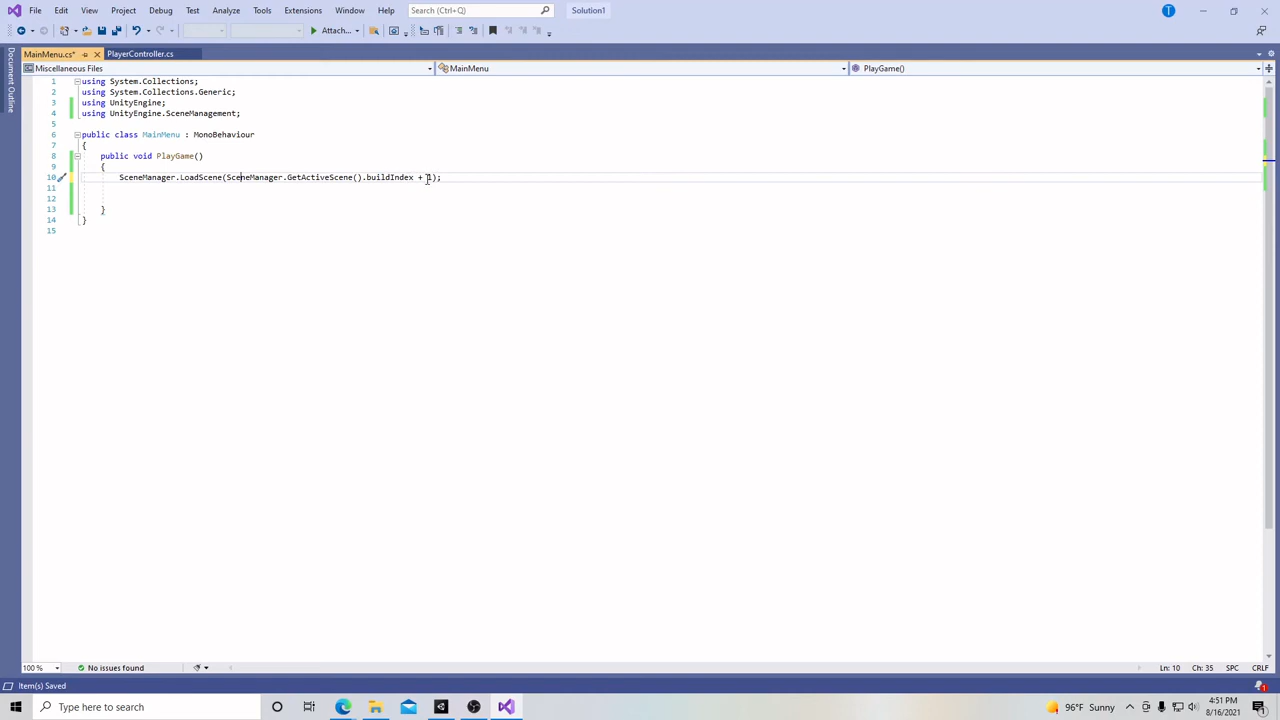 File Edit View Project Debug Test Analyze Tools Extensions Window Help Search (Ctrl+Q) Solution1 T
Attach...
MainMenu.cs* PlayerController.cs
Document Outline
Miscellaneous Files MainMenu PlayGame()
1 using System.Collections;
2 using System.Collections.Generic;
3 using UnityEngine;
4 using UnityEngine.SceneManagement;
5
6 public class MainMenu : MonoBehaviour
7 {
8 public void PlayGame()
9 {
10 SceneManager.LoadScene(SceneManager.GetActiveScene().buildIndex + 1);
11
12
13 }
14 }
15
100 % No issues found Ln: 10 Ch: 35 SPC CRLF
Item(s) Saved 1
Type here to search 96°F Sunny 4:51 PM
8/16/2021 1